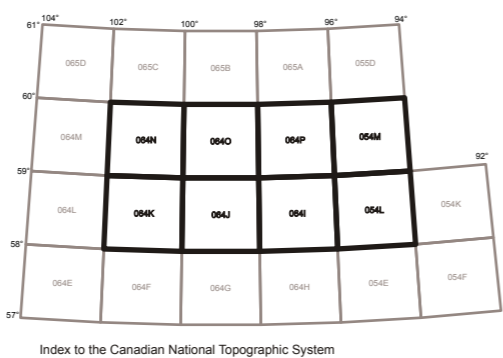 61° 104° 102° 100° 98° 96° 94°
065D 065C 065B 065A 055D
60°
064M 064N 064O 064P 054M
92°
59°
064L 064K 064J 064I 054L 054K
58°
064E 064F 064G 064H 054E 054F
57°
Index to the Canadian National Topographic System